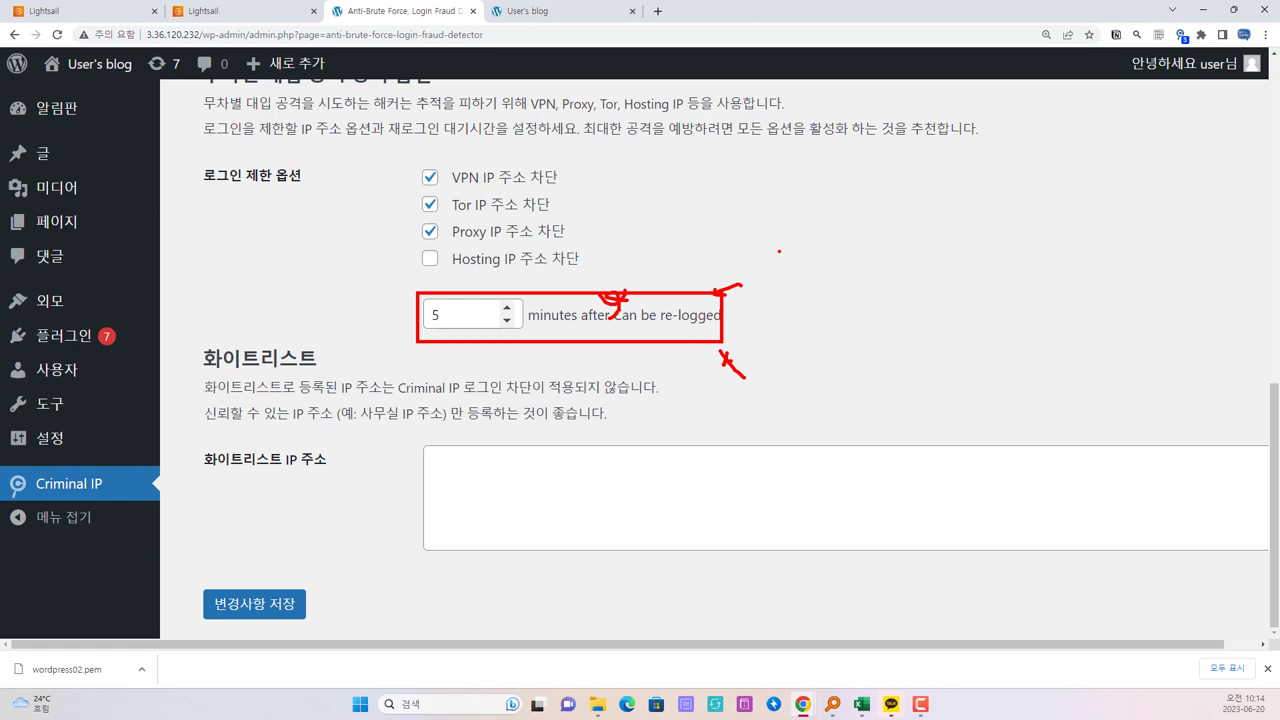 Lightsail
Lightsail
Anti-Brute Force, Login Fraud D
User's blog
주의 요함
3.36.120.232/wp-admin/admin.php?page=anti-brute-force-login-fraud-detector
5
User's blog
7
0
새로 추가
안녕하세요 user님
알림판
글
미디어
페이지
댓글
외모
플러그인 7
사용자
도구
설정
Criminal IP
메뉴 접기
무차별 대입 공격을 시도하는 해커는 추적을 피하기 위해 VPN, Proxy, Tor, Hosting IP 등을 사용합니다.
로그인을 제한할 IP 주소 옵션과 재로그인 대기시간을 설정하세요. 최대한 공격을 예방하려면 모든 옵션을 활성화 하는 것을 추천합니다.
로그인 제한 옵션
VPN IP 주소 차단
Tor IP 주소 차단
Proxy IP 주소 차단
Hosting IP 주소 차단
5 minutes after Can be re-logged
화이트리스트
화이트리스트로 등록된 IP 주소는 Criminal IP 로그인 차단이 적용되지 않습니다.
신뢰할 수 있는 IP 주소 (예: 사무실 IP 주소) 만 등록하는 것이 좋습니다.
화이트리스트 IP 주소
변경사항 저장
wordpress02.pem
모두 표시
24°C
흐림
검색
오전 10:14
2023-06-20